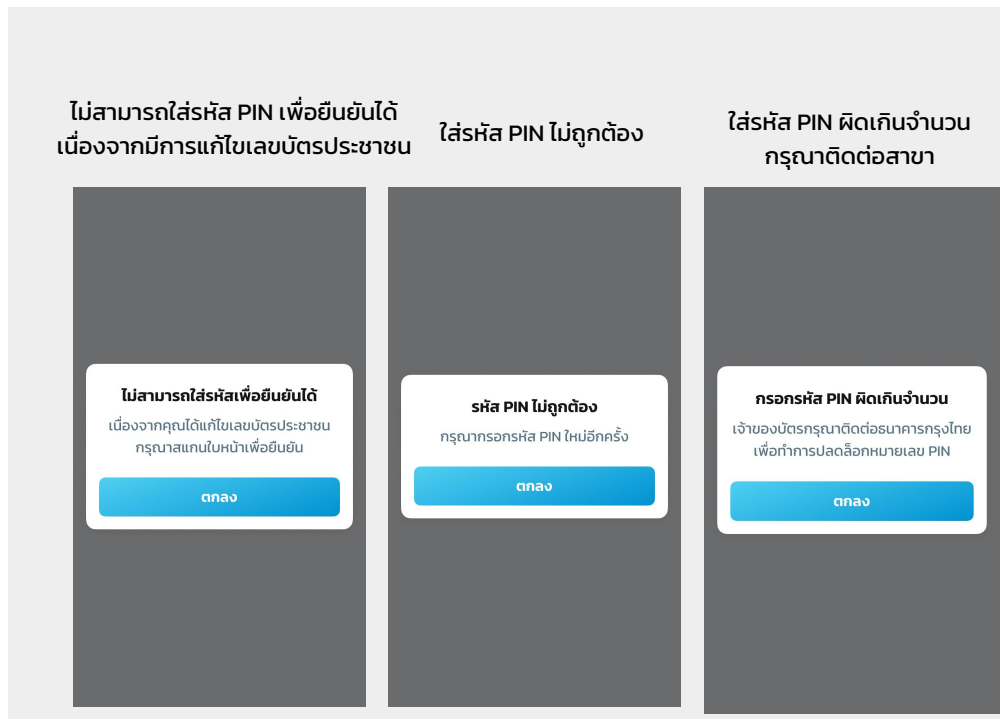 ไม่สามารถใส่รหัส PIN เพื่อยืนยันได้
เนื่องจากมีการแก้ไขเลขบัตรประชาชน
ใส่รหัส PIN ไม่ถูกต้อง
ใส่รหัส PIN ผิดเกินจำนวน
กรุณาติดต่อสาขา
ไม่สามารถใส่รหัสเพื่อยืนยันได้
เนื่องจากคุณได้แก้ไขเลขบัตรประชาชน
กรุณาสแกนใบหน้าเพื่อยืนยัน
ตกลง
รหัส PIN ไม่ถูกต้อง
กรุณากรอกรหัส PIN ใหม่อีกครั้ง
ตกลง
กรอกรหัส PIN ผิดเกินจำนวน
เจ้าของบัตรกรุณาติดต่อธนาคารกรุงไทย
เพื่อทำการปลดล็อกหมายเลข PIN
ตกลง